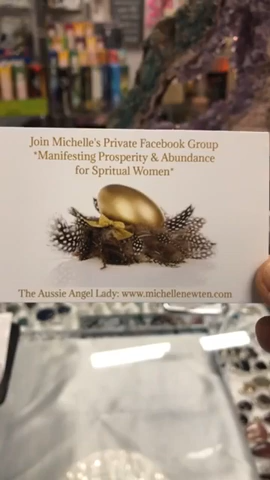 Join Michelle's Private Facebook Group
*Manifesting Prosperity & Abundance
for Spritual Women*
The Aussie Angel Lady: www.michellenewten.com